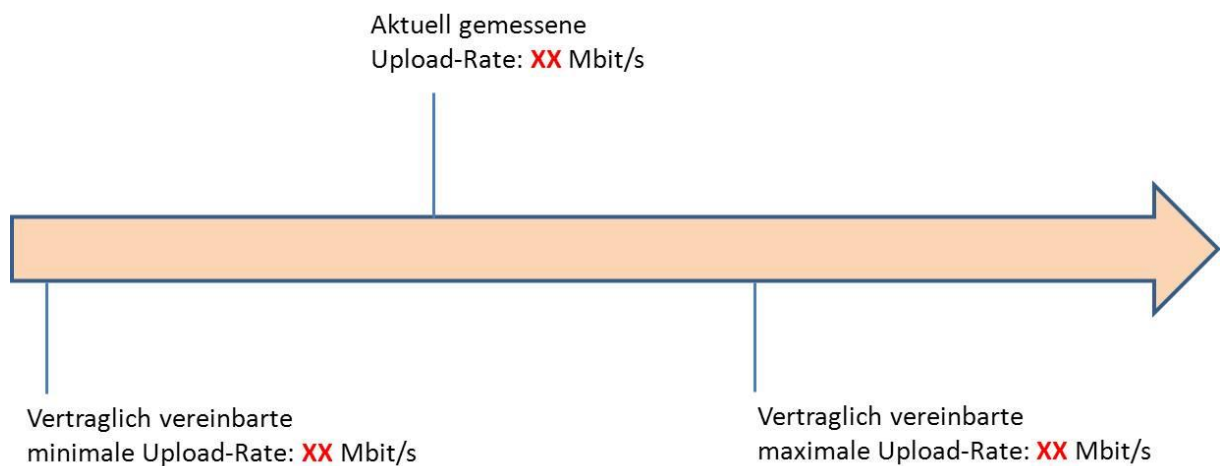 Aktuell gemessene
Upload-Rate: XX Mbit/s
Vertraglich vereinbarte
minimale Upload-Rate: XX Mbit/s
Vertraglich vereinbarte
maximale Upload-Rate: XX Mbit/s